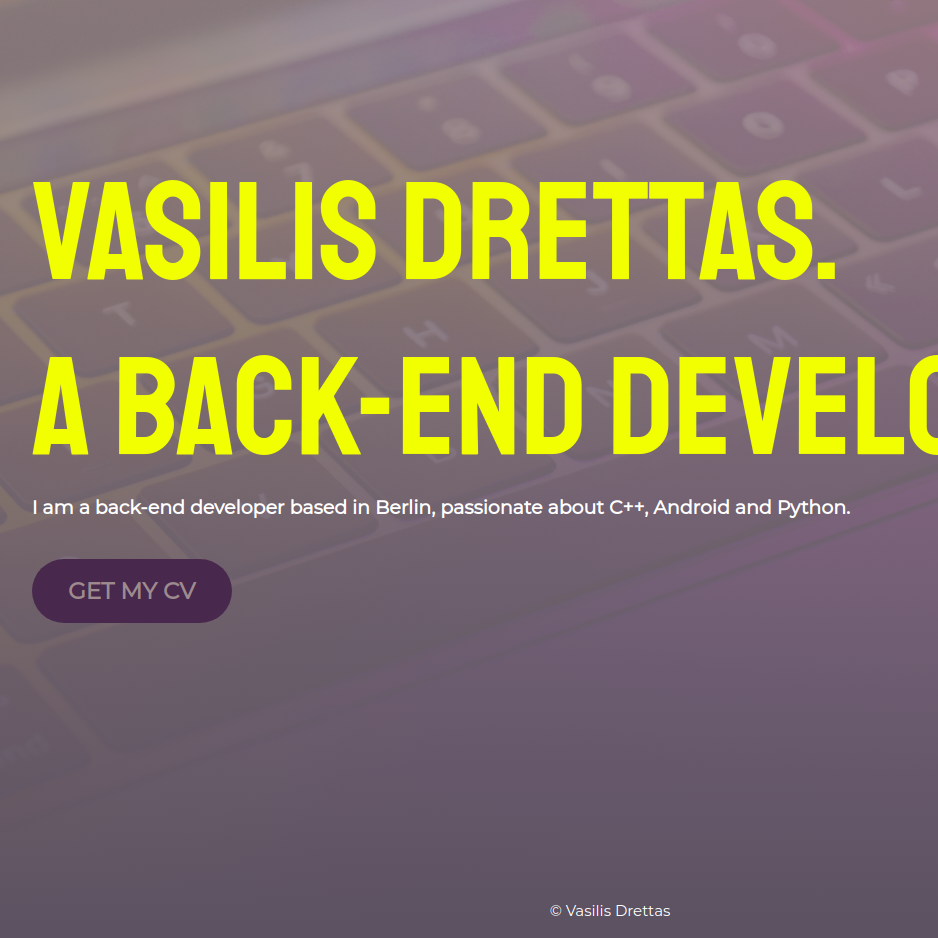 VASILIS DRETTAS.
A BACK-END DEVELO
I am a back-end developer based in Berlin, passionate about C++, Android and Python.
GET MY CV
© Vasilis Drettas